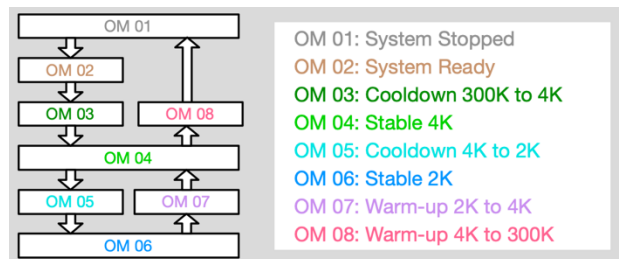 OM 01
OM 02
OM 03
OM 08
OM 04
OM 05
OM 07
OM 06
OM 01: System Stopped
OM 02: System Ready
OM 03: Cooldown 300K to 4K
OM 04: Stable 4K
OM 05: Cooldown 4K to 2K
OM 06: Stable 2K
OM 07: Warm-up 2K to 4K
OM 08: Warm-up 4K to 300K